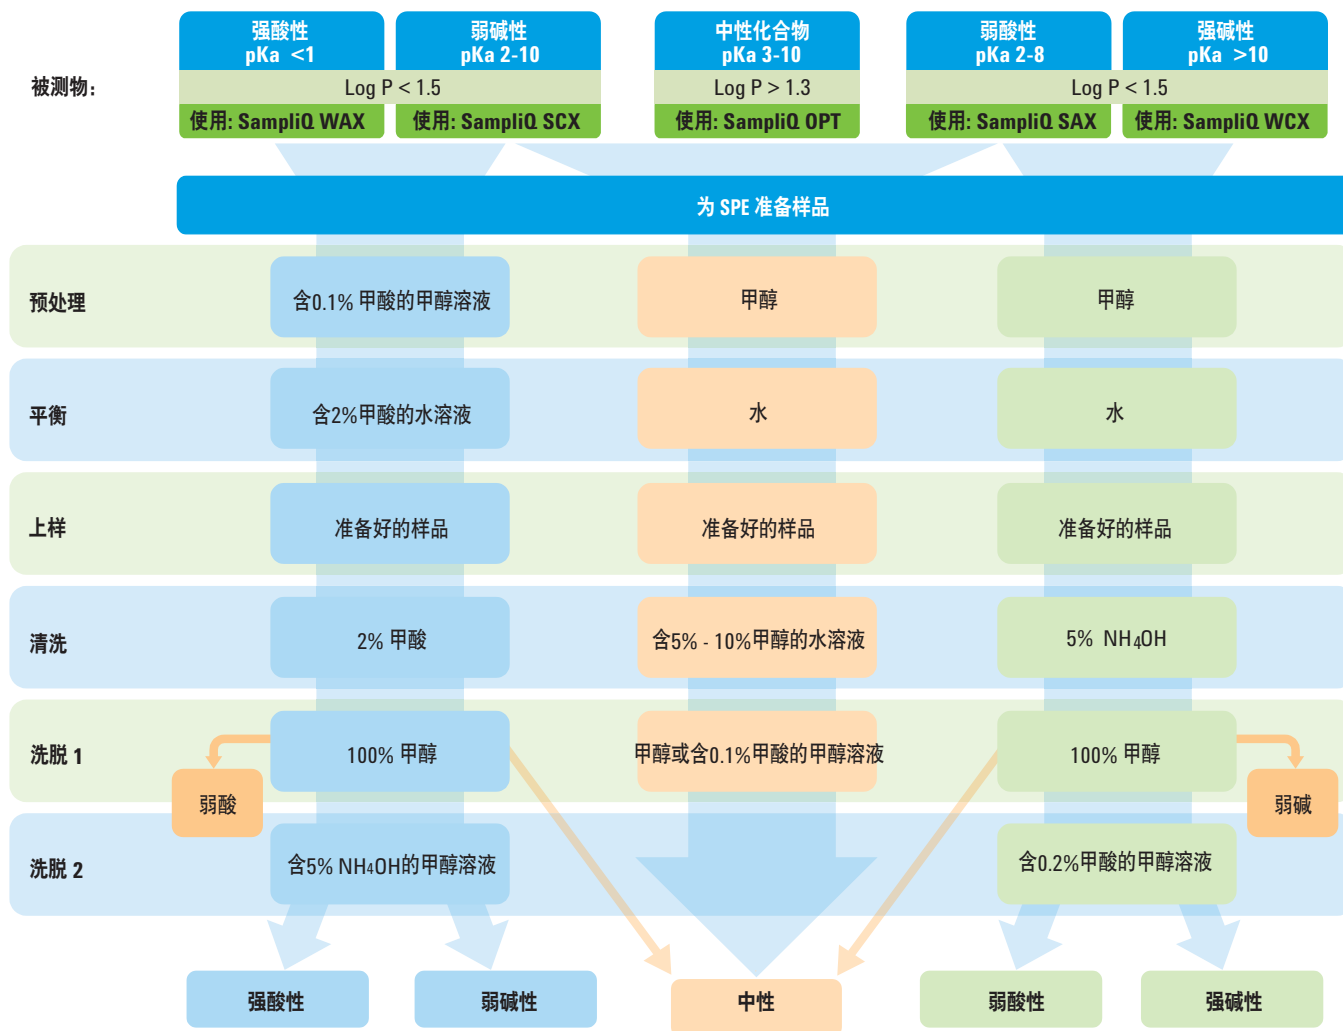 强酸性
pKa <1
弱碱性
pKa 2-10
中性化合物
pKa 3-10
弱酸性
pKa 2-8
强碱性
pKa >10
被测物:
Log P < 1.5
Log P > 1.3
Log P < 1.5
使用: SampliQ WAX
使用: SampliQ SCX
使用: SampliQ OPT
使用: SampliQ SAX
使用: SampliQ WCX
为 SPE 准备样品
预处理
含0.1% 甲酸的甲醇溶液
甲醇
甲醇
平衡
含2%甲酸的水溶液
水
水
上样
准备好的样品
准备好的样品
准备好的样品
清洗
2% 甲酸
含5% - 10%甲醇的水溶液
5% NH4OH
洗脱 1
100% 甲醇
甲醇或含0.1%甲酸的甲醇溶液
100% 甲醇
弱酸
弱碱
洗脱 2
含5% NH4OH的甲醇溶液
含0.2%甲酸的甲醇溶液
强酸性
弱碱性
中性
弱酸性
强碱性